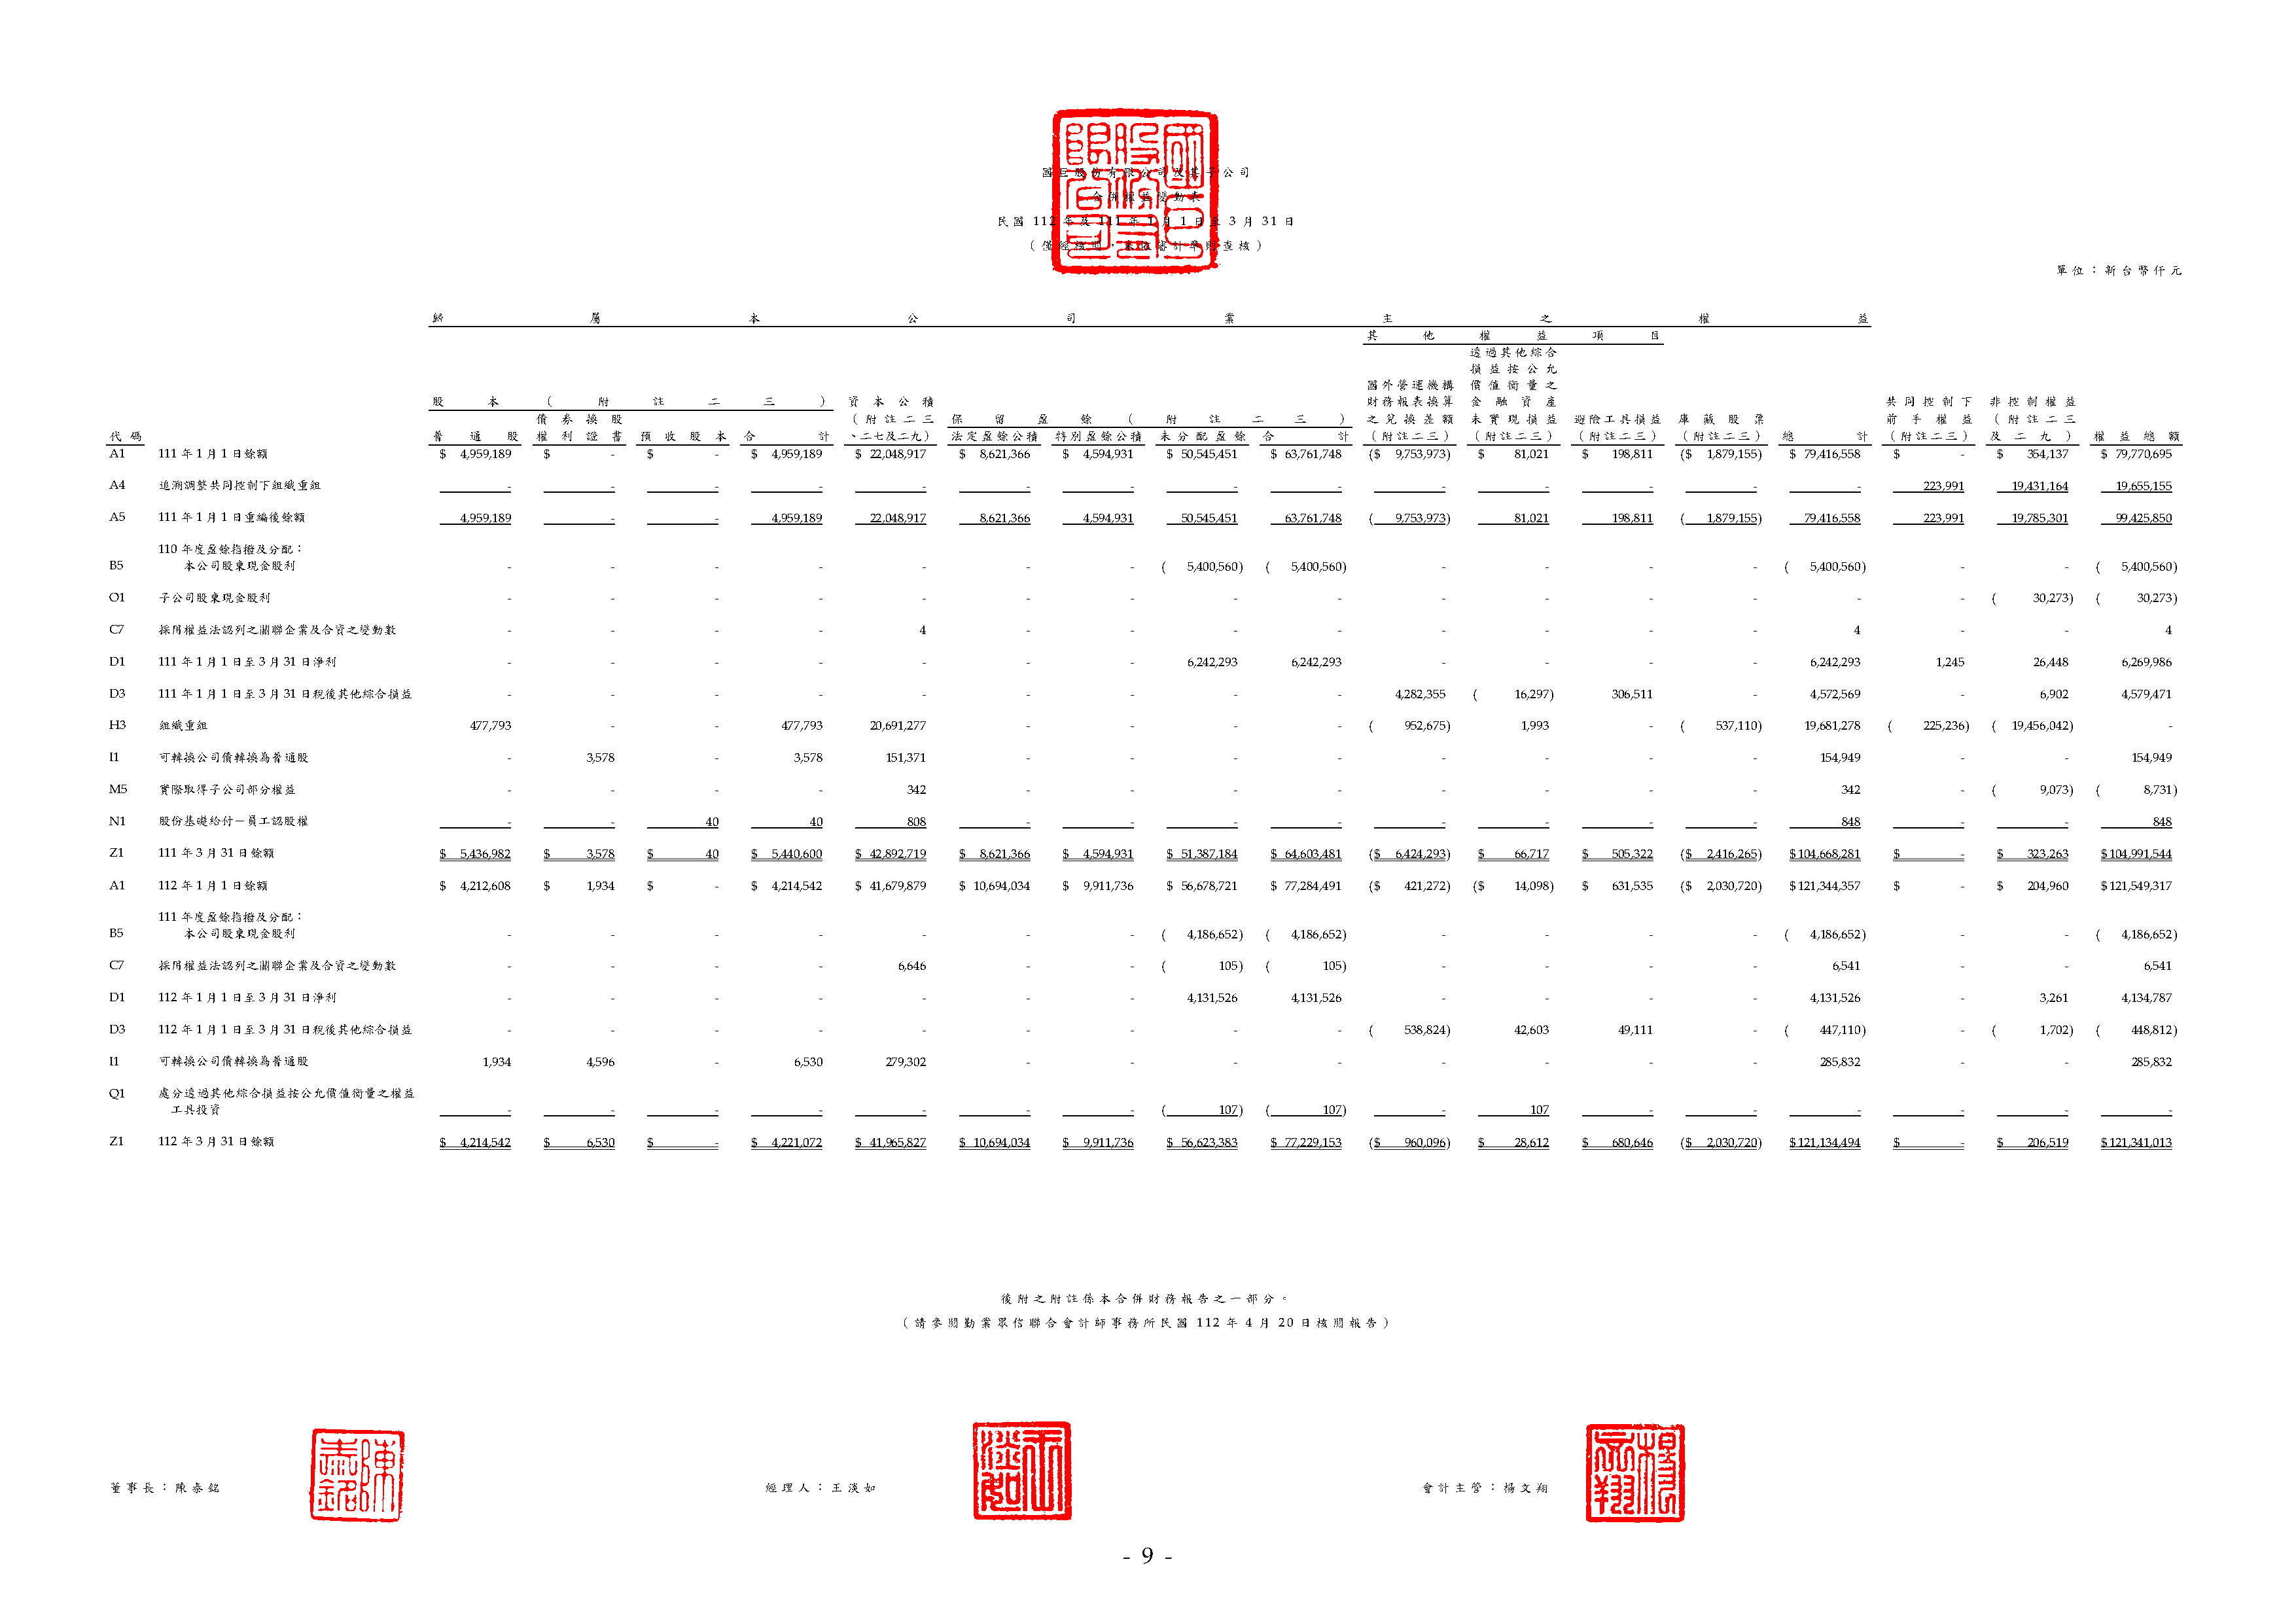 國巨股份有限公司及其子公司
合併權益變動表
民國 112 年及 111 年 1 月 1 日至 3 月 31 日
（僅經核閱，未依審計準則查核）
單位：新台幣仟元
歸屬本公司業主之權益
其他權益項目
股本（附註二三） 資本公積（附註二三、二七及二九） 保留盈餘（附註二三） 國外營運機構財務報表換算之兌換差額（附註二三） 透過其他綜合損益按公允價值衡量之金融資產未實現損益（附註二三） 避險工具損益（附註二三） 庫藏股票（附註二三） 總計 共同控制下前手權益（附註二三） 非控制權益（附註二三及二九） 權益總額
代碼 普通股 債券換股權利證書 預收股本 合計 法定盈餘公積 特別盈餘公積 未分配盈餘 合計
A1 111 年 1 月 1 日餘額 $ 4,959,189 $ - $ - $ 4,959,189 $ 22,048,917 $ 8,621,366 $ 4,594,931 $ 50,545,451 $ 63,761,748 ($ 9,753,973) $ 81,021 $ 198,811 ($ 1,879,155) $ 79,416,558 $ - $ 354,137 $ 79,770,695
A4 追溯調整共同控制下組織重組 - - - - - - - - - - - - - - 223,991 19,431,164 19,655,155
A5 111 年 1 月 1 日重編後餘額 4,959,189 - - 4,959,189 22,048,917 8,621,366 4,594,931 50,545,451 63,761,748 ( 9,753,973) 81,021 198,811 ( 1,879,155) 79,416,558 223,991 19,785,301 99,425,850
110 年度盈餘指撥及分配：
B5 本公司股東現金股利 - - - - - - - ( 5,400,560) ( 5,400,560) - - - - ( 5,400,560) - - ( 5,400,560)
O1 子公司股東現金股利 - - - - - - - - - - - - - - - ( 30,273) ( 30,273)
C7 採用權益法認列之關聯企業及合資之變動數 - - - - 4 - - - - - - - - 4 - - 4
D1 111 年 1 月 1 日至 3 月 31 日淨利 - - - - - - - 6,242,293 6,242,293 - - - - 6,242,293 1,245 26,448 6,269,986
D3 111 年 1 月 1 日至 3 月 31 日稅後其他綜合損益 - - - - - - - - - 4,282,355 ( 16,297) 306,511 - 4,572,569 - 6,902 4,579,471
H3 組織重組 477,793 - - 477,793 20,691,277 - - - - ( 952,675) 1,993 - ( 537,110) 19,681,278 ( 225,236) ( 19,456,042) -
I1 可轉換公司債轉換為普通股 - 3,578 - 3,578 151,371 - - - - - - - - 154,949 - - 154,949
M5 實際取得子公司部分權益 - - - - 342 - - - - - - - - 342 - ( 9,073) ( 8,731)
N1 股份基礎給付－員工認股權 - - 40 40 808 - - - - - - - - 848 - - 848
Z1 111 年 3 月 31 日餘額 $ 5,436,982 $ 3,578 $ 40 $ 5,440,600 $ 42,892,719 $ 8,621,366 $ 4,594,931 $ 51,387,184 $ 64,603,481 ($ 6,424,293) $ 66,717 $ 505,322 ($ 2,416,265) $104,668,281 $ - $ 323,263 $104,991,544
A1 112 年 1 月 1 日餘額 $ 4,212,608 $ 1,934 $ - $ 4,214,542 $ 41,679,879 $ 10,694,034 $ 9,911,736 $ 56,678,721 $ 77,284,491 ($ 421,272) ($ 14,098) $ 631,535 ($ 2,030,720) $121,344,357 $ - $ 204,960 $121,549,317
111 年度盈餘指撥及分配：
B5 本公司股東現金股利 - - - - - - - ( 4,186,652) ( 4,186,652) - - - - ( 4,186,652) - - ( 4,186,652)
C7 採用權益法認列之關聯企業及合資之變動數 - - - - 6,646 - - ( 105) ( 105) - - - - 6,541 - - 6,541
D1 112 年 1 月 1 日至 3 月 31 日淨利 - - - - - - - 4,131,526 4,131,526 - - - - 4,131,526 - 3,261 4,134,787
D3 112 年 1 月 1 日至 3 月 31 日稅後其他綜合損益 - - - - - - - - - ( 538,824) 42,603 49,111 - ( 447,110) - ( 1,702) ( 448,812)
I1 可轉換公司債轉換為普通股 1,934 4,596 - 6,530 279,302 - - - - - - - - 285,832 - - 285,832
Q1 處分透過其他綜合損益按公允價值衡量之權益
工具投資 - - - - - - - ( 107) ( 107) - 107 - - - - - -
Z1 112 年 3 月 31 日餘額 $ 4,214,542 $ 6,530 $ - $ 4,221,072 $ 41,965,827 $ 10,694,034 $ 9,911,736 $ 56,623,383 $ 77,229,153 ($ 960,096) $ 28,612 $ 680,646 ($ 2,030,720) $121,134,494 $ - $ 206,519 $121,341,013
後附之附註係本合併財務報告之一部分。
（請參閱勤業眾信聯合會計師事務所民國 112 年 4 月 20 日核閱報告）
董事長：陳泰銘
經理人：王淡如
會計主管：楊文翔
- 9 -